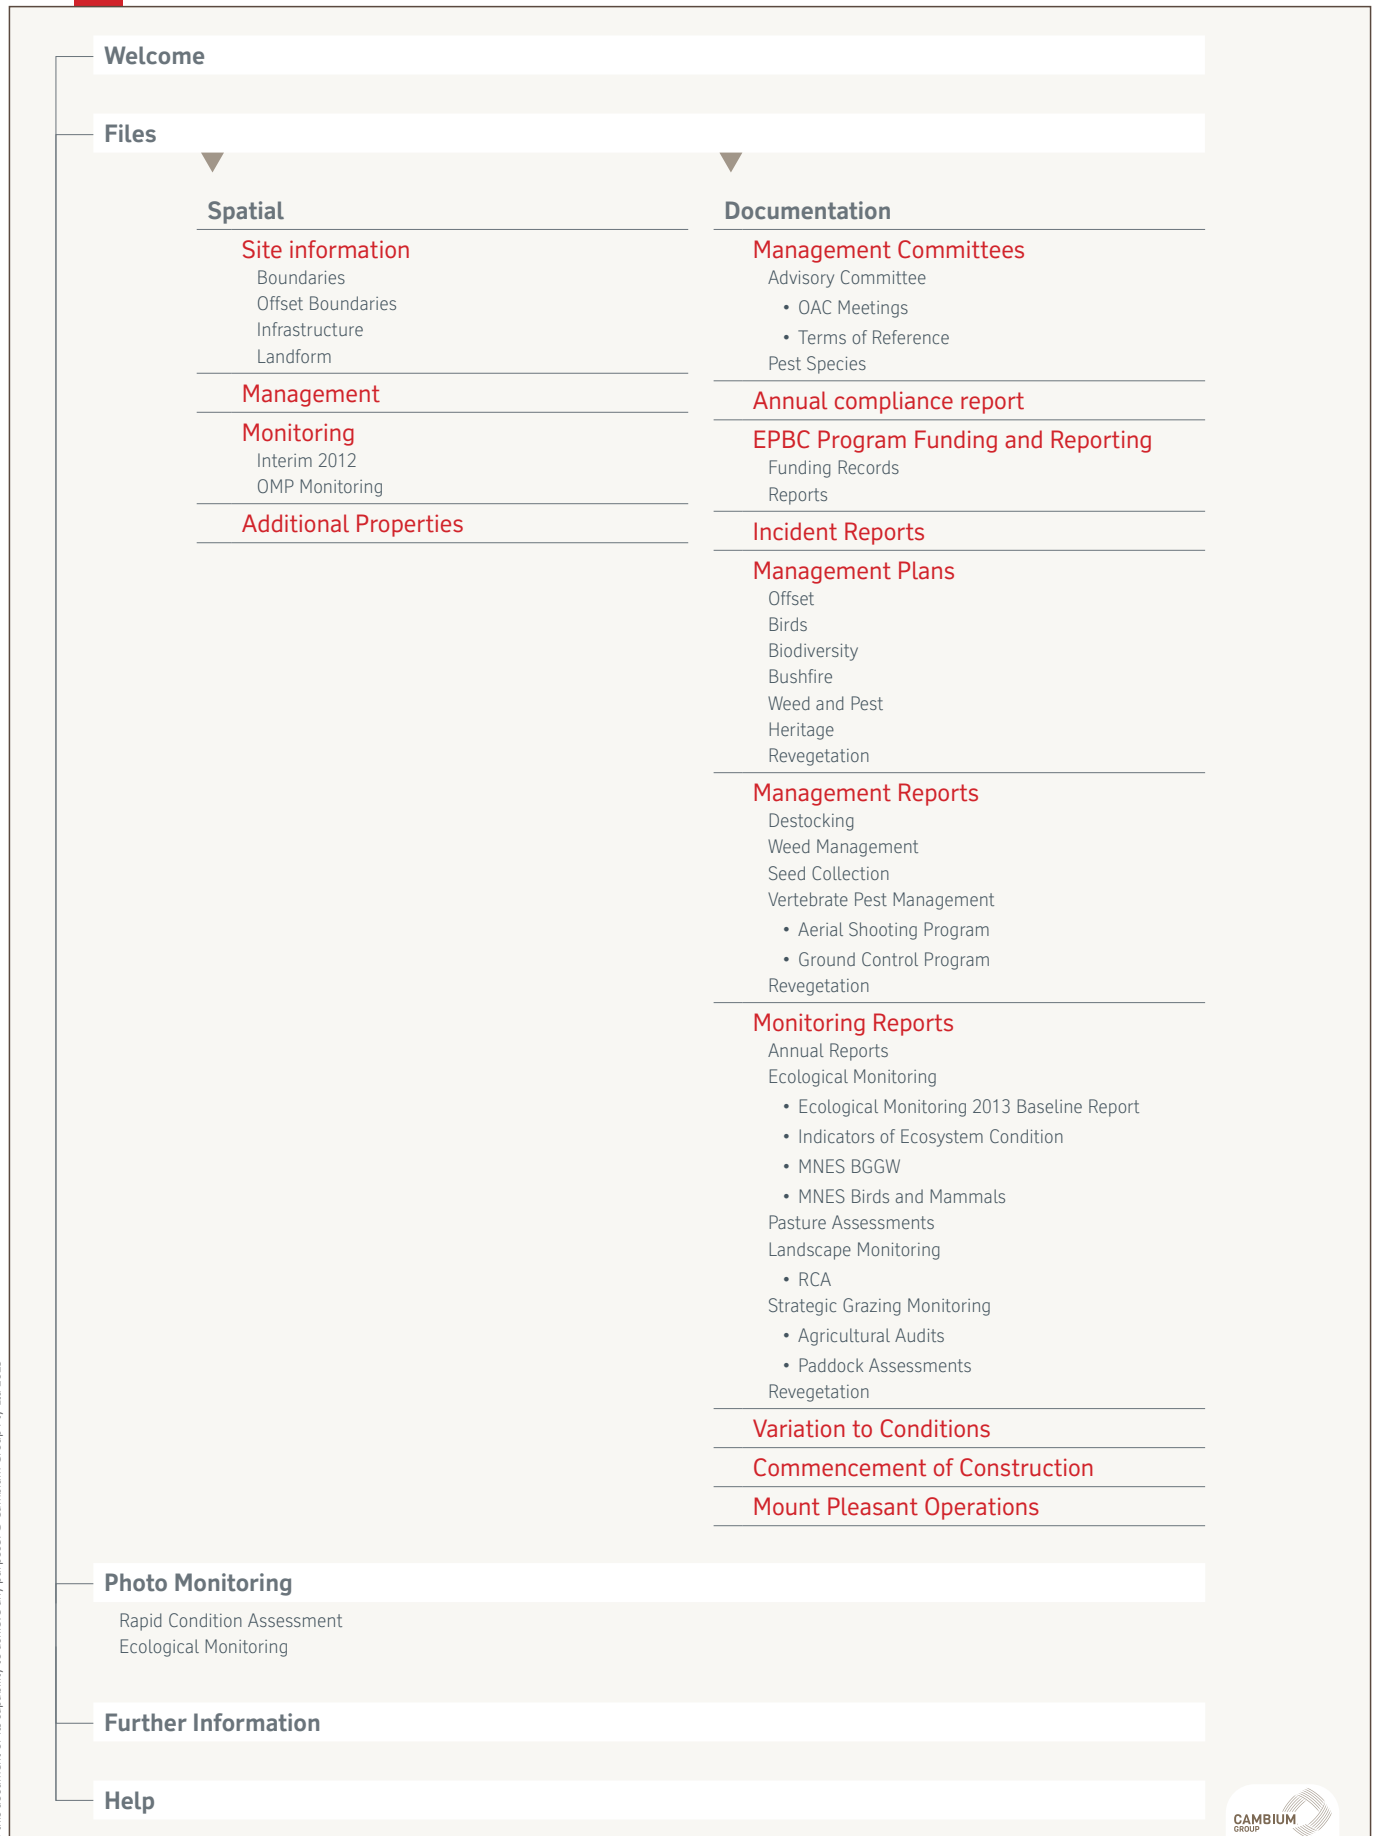 Welcome
Files
Spatial
Site information
Boundaries
Offset Boundaries
Infrastructure
Landform
Management
Monitoring
Interim 2012
OMP Monitoring
Additional Properties
Documentation
Management Committees
Advisory Committee
• OAC Meetings
• Terms of Reference
Pest Species
Annual compliance report
EPBC Program Funding and Reporting
Funding Records
Reports
Incident Reports
Management Plans
Offset
Birds
Biodiversity
Bushfire
Weed and Pest
Heritage
Revegetation
Management Reports
Destocking
Weed Management
Seed Collection
Vertebrate Pest Management
• Aerial Shooting Program
• Ground Control Program
Revegetation
Monitoring Reports
Annual Reports
Ecological Monitoring
• Ecological Monitoring 2013 Baseline Report
• Indicators of Ecosystem Condition
• MNES BGGW
• MNES Birds and Mammals
Pasture Assessments
Landscape Monitoring
• RCA
Strategic Grazing Monitoring
• Agricultural Audits
• Paddock Assessments
Revegetation
Variation to Conditions
Commencement of Construction
Mount Pleasant Operations
Photo Monitoring
Rapid Condition Assessment
Ecological Monitoring
Further Information
Help
CAMBIUM
GROUP